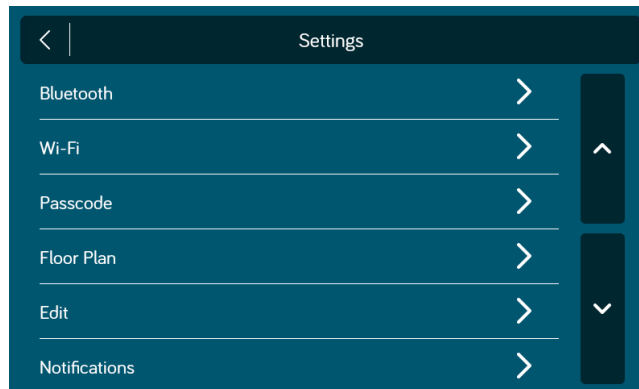 Settings
Bluetooth
Wi-Fi
Passcode
Floor Plan
Edit
Notifications